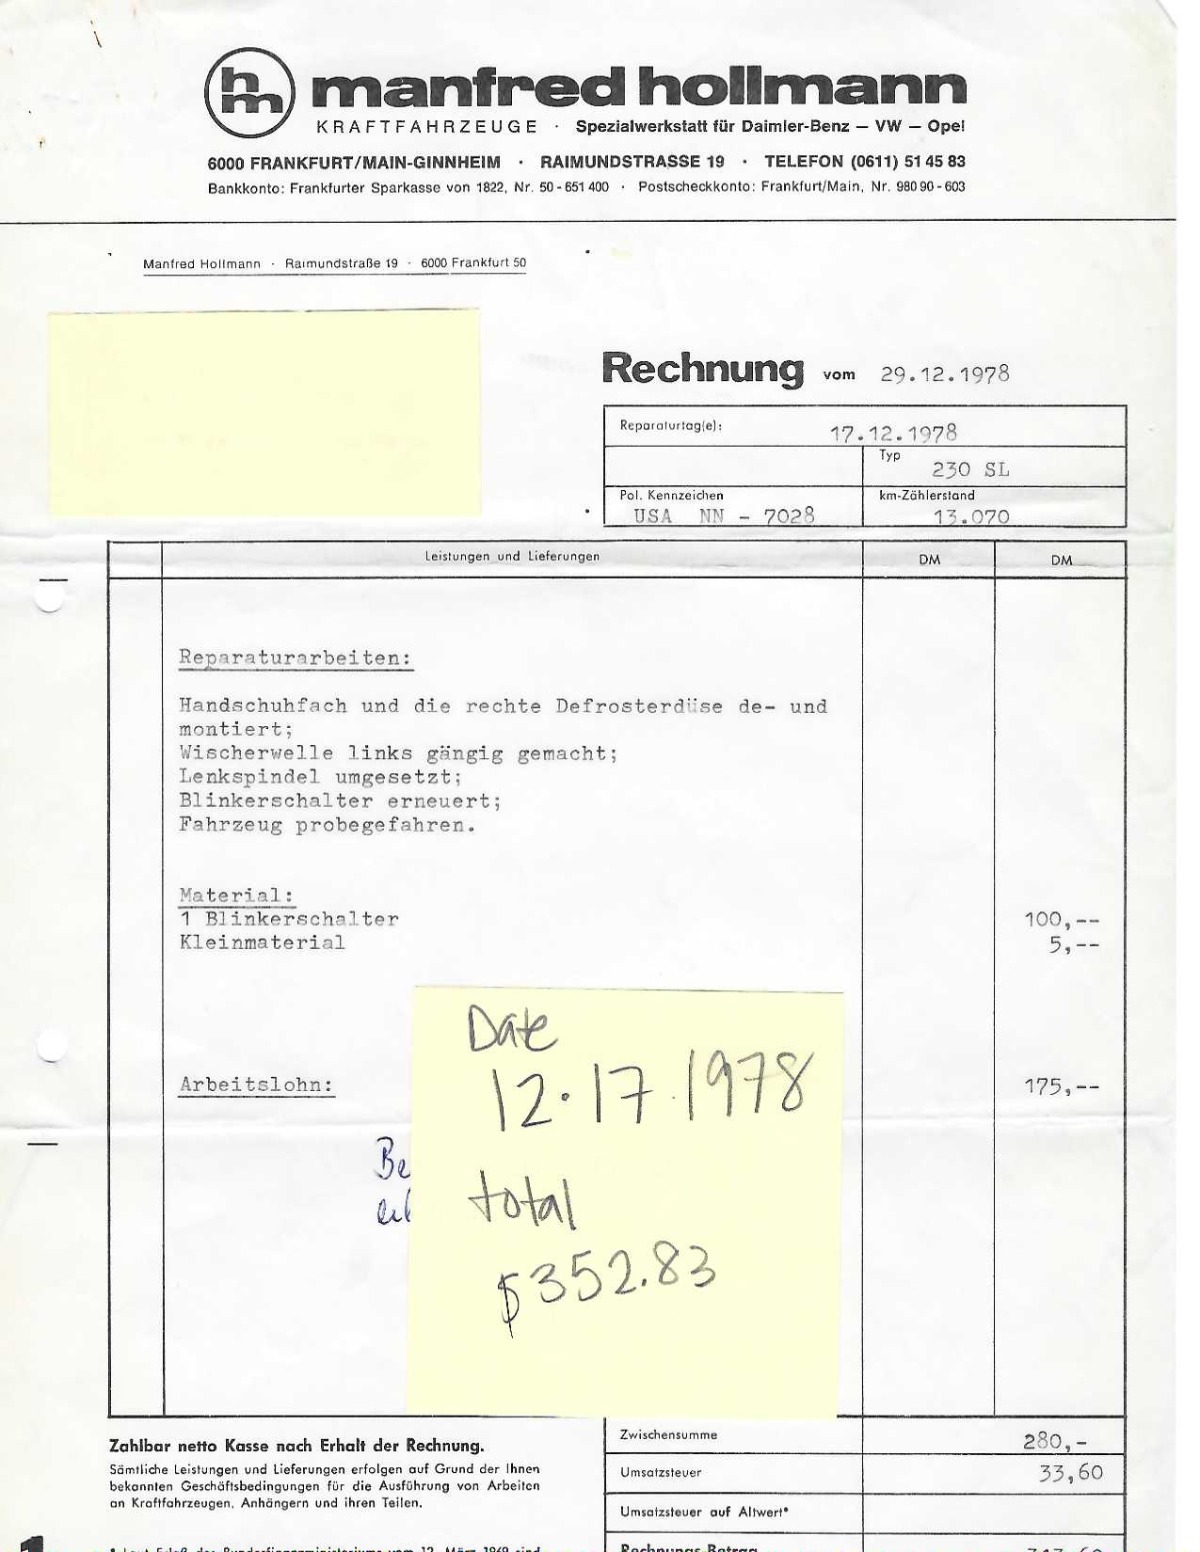 hm manfred hollmann
KRAFTFAHRZEUGE · Spezialwerkstatt für Daimler-Benz – VW – Opel
6000 FRANKFURT/MAIN-GINNHEIM · RAIMUNDSTRASSE 19 · TELEFON (0611) 51 45 83
Bankkonto: Frankfurter Sparkasse von 1822, Nr. 50-651 400 · Postscheckkonto: Frankfurt/Main, Nr. 980 90-603
Manfred Hollmann · Raimundstraße 19 · 6000 Frankfurt 50
Rechnung vom 29.12.1978
Reparaturtag(e): 17.12.1978
Typ
230 SL
Pol. Kennzeichen km-Zählerstand
USA NN - 7028 13.070
Leistungen und Lieferungen DM DM
Reparaturarbeiten:
Handschuhfach und die rechte Defrosterdüse de- und
montiert;
Wischerwelle links gängig gemacht;
Lenkspindel umgesetzt;
Blinkerschalter erneuert;
Fahrzeug probegefahren.
Material:
1 Blinkerschalter 100,--
Kleinmaterial 5,--
Date
12.17.1978
Arbeitslohn: 175,--
Be
total
$352.83
Zwischensumme 280,-
Zahlbar netto Kasse nach Erhalt der Rechnung.
Sämtliche Leistungen und Lieferungen erfolgen auf Grund der Ihnen
bekannten Geschäftsbedingungen für die Ausführung von Arbeiten
an Kraftfahrzeugen, Anhängern und ihren Teilen.
Umsatzsteuer 33,60
Umsatzsteuer auf Altwert*
Rechnungs-Betrag